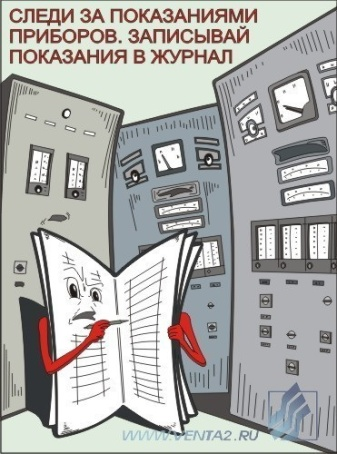 СЛЕДИ ЗА ПОКАЗАНИЯМИ
ПРИБОРОВ. ЗАПИСЫВАЙ
ПОКАЗАНИЯ В ЖУРНАЛ
WWW.VENTA2.RU